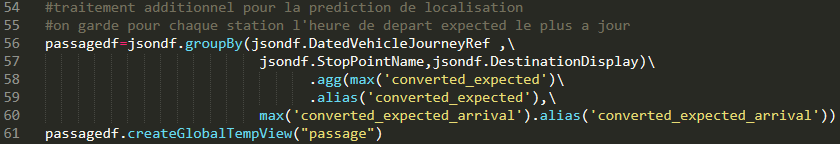 54 #traitement additionnel pour la prediction de localisation
55 #on garde pour chaque station l'heure de depart expected le plus a jour
56 passagedf=jsondf.groupBy(jsondf.DatedVehicleJourneyRef ,\
57 jsondf.StopPointName,jsondf.DestinationDisplay)\
58 .agg(max('converted_expected')\
59 .alias('converted_expected'),\
60 max('converted_expected_arrival').alias('converted_expected_arrival'))
61 passagedf.createGlobalTempView("passage")